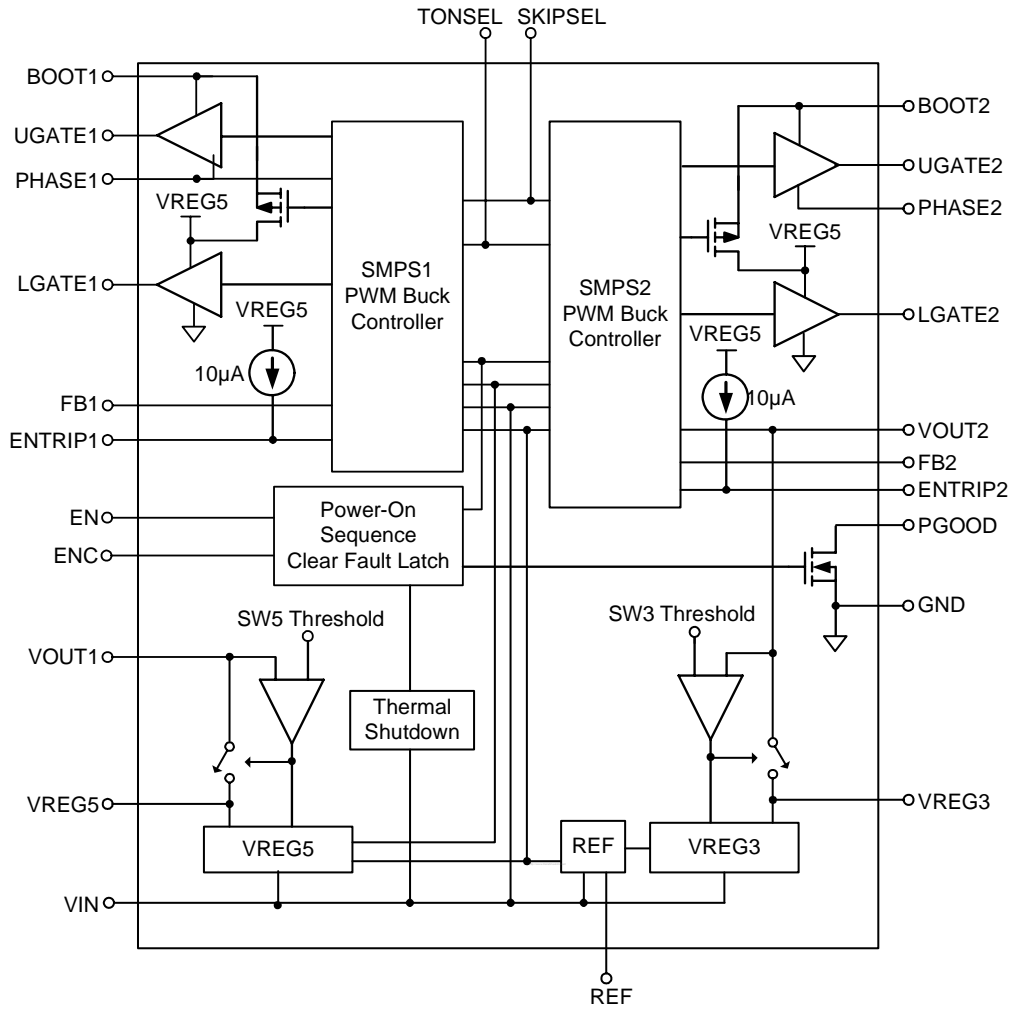 TONSEL SKIPSEL
BOOT1
BOOT2
UGATE1
UGATE2
PHASE1
PHASE2
VREG5
VREG5
LGATE1
LGATE2
SMPS1
PWM Buck
Controller
SMPS2
PWM Buck
Controller
VREG5
VREG5
10µA
10µA
FB1
VOUT2
ENTRIP1
FB2
ENTRIP2
EN
ENC
Power-On
Sequence
Clear Fault Latch
PGOOD
GND
SW5 Threshold
SW3 Threshold
VOUT1
Thermal
Shutdown
VREG5
VREG3
VREG5
REF
VREG3
VIN
REF